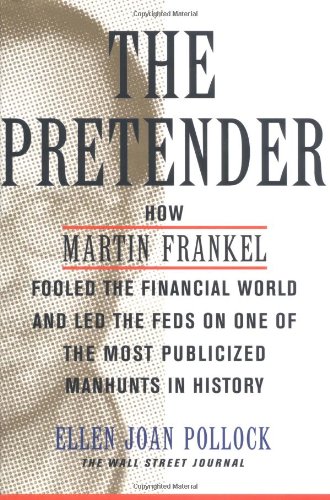 THE
PRETENDER
HOW
MARTIN FRANKEL
FOOLED THE FINANCIAL WORLD
AND LED THE FEDS ON ONE OF
THE MOST PUBLICIZED
MANHUNTS IN HISTORY
ELLEN JOAN POLLOCK
THE WALL STREET JOURNAL